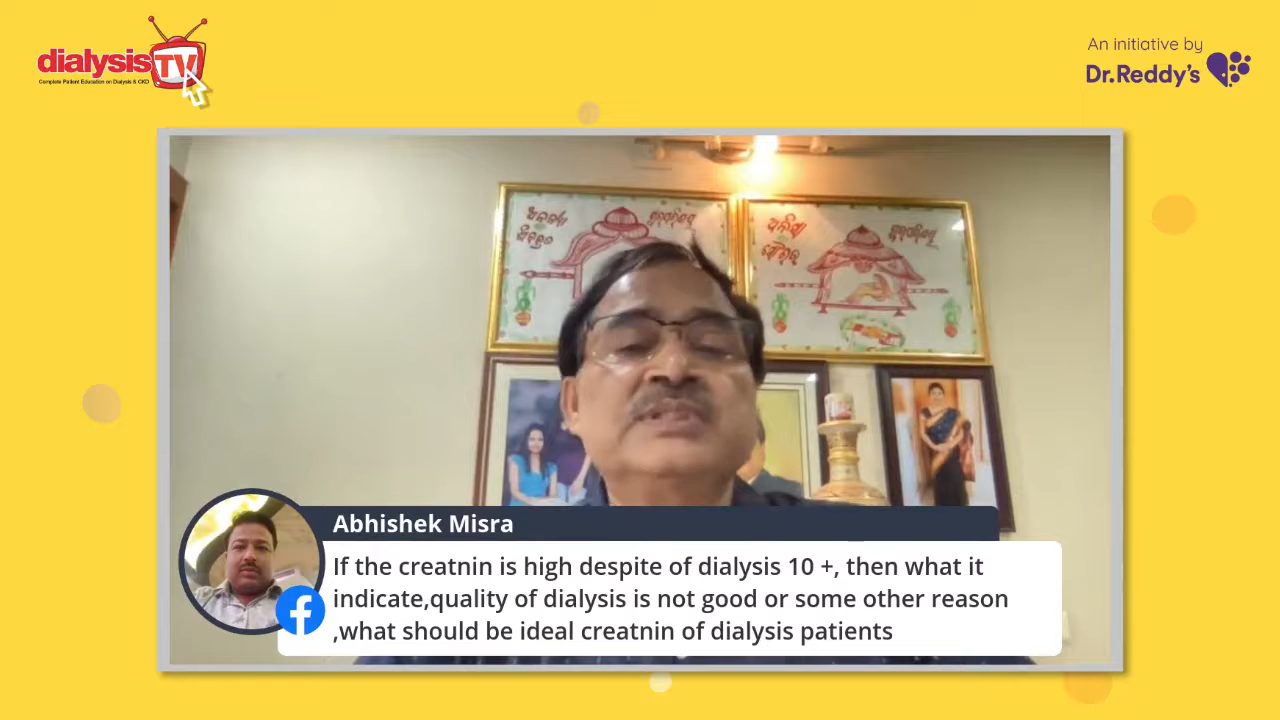 dialysis TV
Complete Patient Education on Dialysis & CKD
An initiative by
Dr.Reddy's
Abhishek Misra
If the creatnin is high despite of dialysis 10 +, then what it
indicate,quality of dialysis is not good or some other reason
,what should be ideal creatnin of dialysis patients